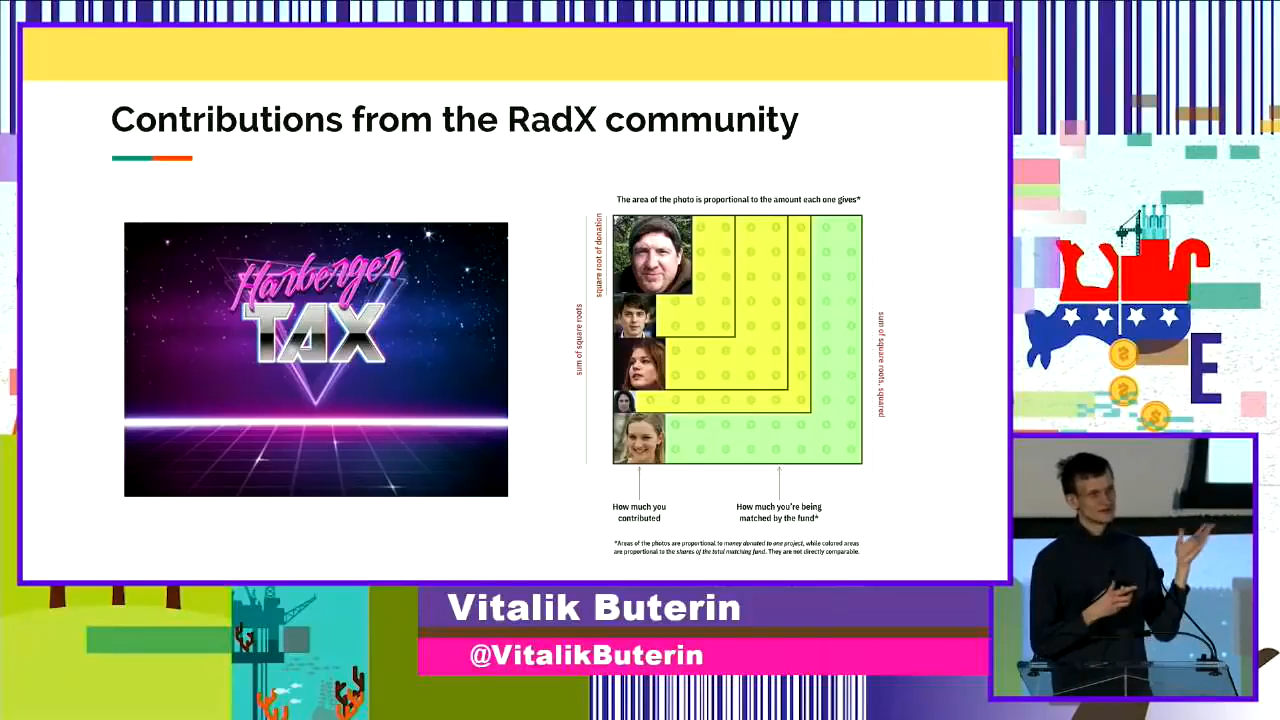 Contributions from the RadX community
Harberger
TAX
The area of the photo is proportional to the amount each one gives*
square root of donation
sum of square roots
sum of square roots, squared
How much you
contributed
How much you're being
matched by the fund*
*Areas of the photos are proportional to money donated to one project, while colored areas
are proportional to the shares of the total matching fund. They are not directly comparable.
E
Vitalik Buterin
@VitalikButerin